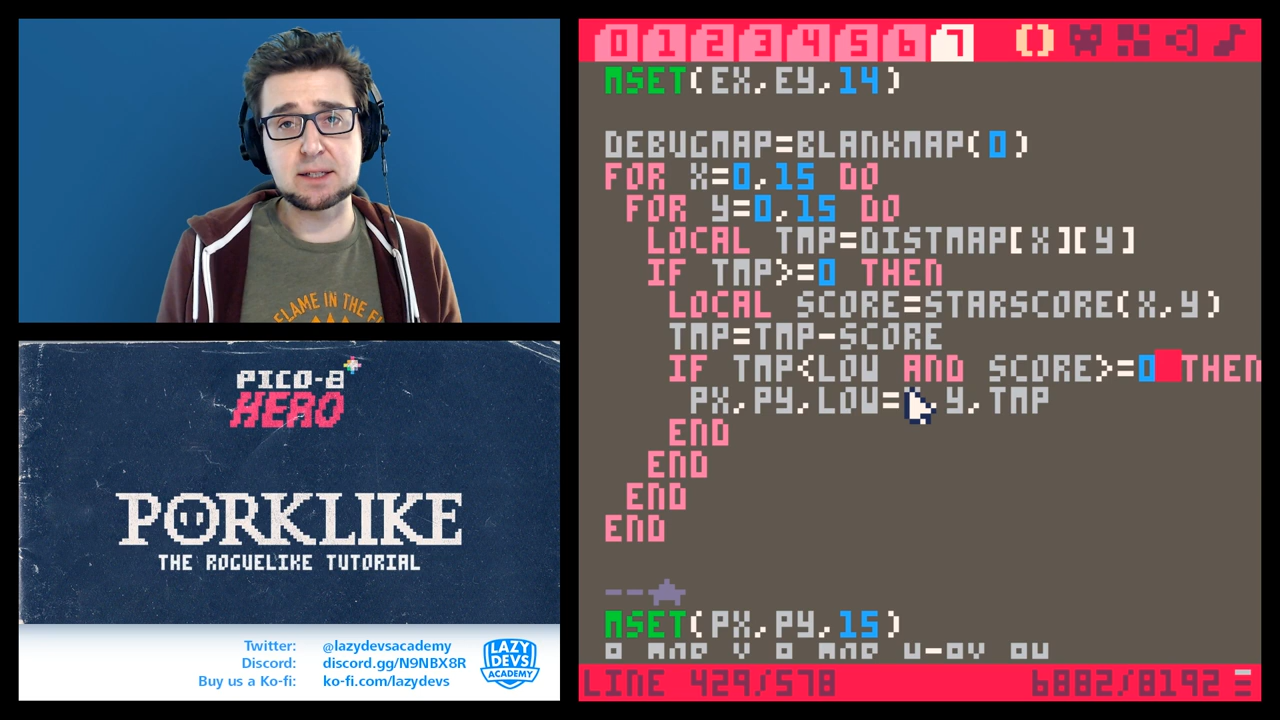 FLAME IN THE F
PICO-8
HERO
PORKLIKE
THE ROGUELIKE TUTORIAL
Twitter: @lazydevsacademy
Discord: discord.gg/N9NBX8R
Buy us a Ko-fi: ko-fi.com/lazydevs
LAZY
DEVS
ACADEMY
0 1 2 3 4 5 6 7
MSET(EX,EY,14)
DEBUGMAP=BLANKMAP(0)
FOR X=0,15 DO
FOR Y=0,15 DO
LOCAL TMP=DISTMAP[X][Y]
IF TMP>=0 THEN
LOCAL SCORE=STARSCORE(X,Y)
TMP=TMP-SCORE
IF TMP<LOW AND SCORE>=0 THEN
PX,PY,LOW= Y,TMP
END
END
END
END
--
MSET(PX,PY,15)
LINE 429/578
6882/8192